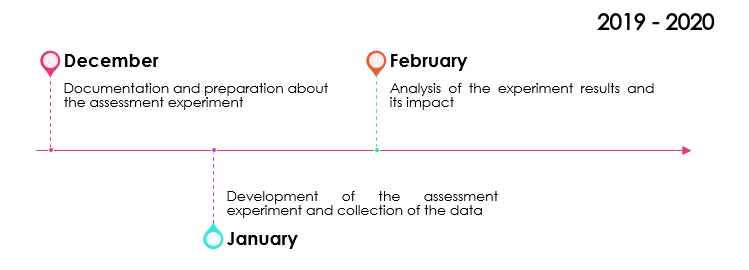 2019 - 2020
December
Documentation and preparation about
the assessment experiment
February
Analysis of the experiment results and
its impact
Development of the assessment
experiment and collection of the data
January